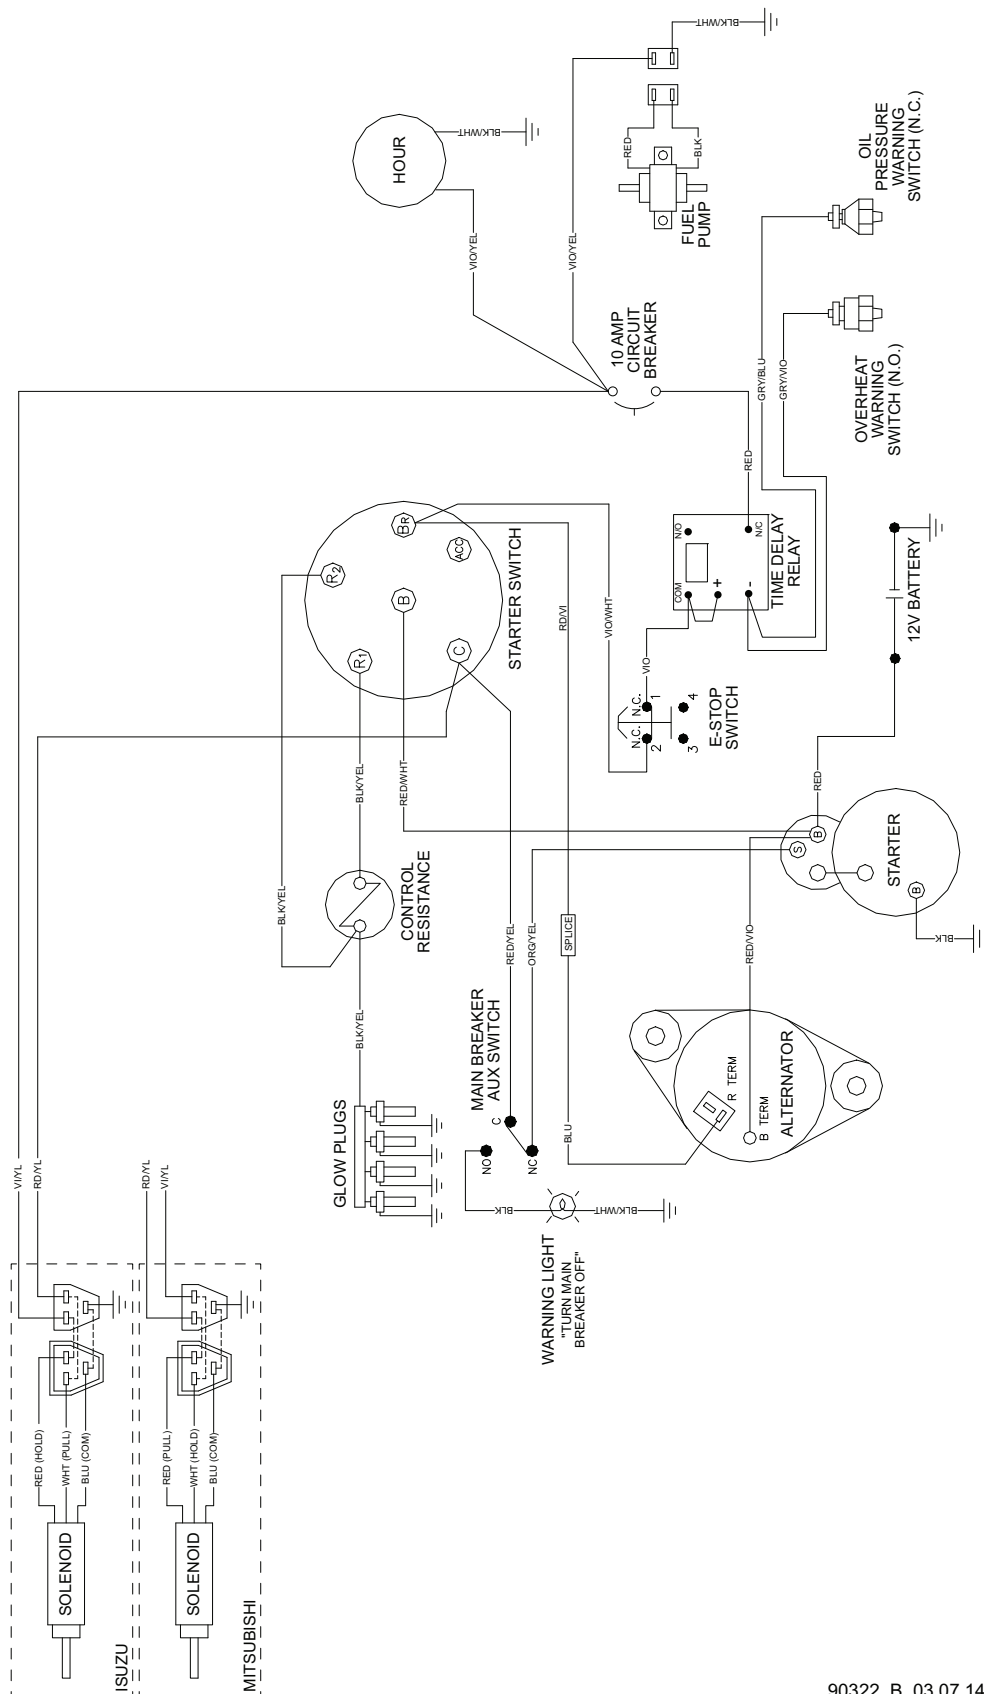 BLK/WHT
HOUR
BLK/WHT
VIO/YEL
VIO/YEL
RED
BLK
FUEL
PUMP
OIL
PRESSURE
WARNING
SWITCH (N.C.)
10 AMP
CIRCUIT
BREAKER
OVERHEAT
WARNING
SWITCH (N.O.)
GRY/BLU
GRY/VIO
RED
R2
BR
ACC
B
R1
C
STARTER SWITCH
N/O
N/C
COM
+
-
TIME DELAY
RELAY
12V BATTERY
RD/VI
VIO/WHT
VIO
N.C.
N.C.
1
2
3
4
E-STOP
SWITCH
BLK/YEL
RED/WHT
RED
BLK/YEL
CONTROL
RESISTANCE
S
B
B
STARTER
BLK
RED/YEL
ORG/YEL
SPLICE
RED/VIO
BLK/YEL
MAIN BREAKER
AUX SWITCH
C
NO
NC
BLU
R TERM
B TERM
ALTERNATOR
GLOW PLUGS
BLK
BLK/WHT
WARNING LIGHT
"TURN MAIN
BREAKER OFF"
VI/YL
RD/YL
RD/YL
VI/YL
RED (HOLD)
WHT (PULL)
BLU (COM)
SOLENOID
ISUZU
RED (PULL)
WHT (HOLD)
BLU (COM)
SOLENOID
MITSUBISHI
90322_B_03.07.14